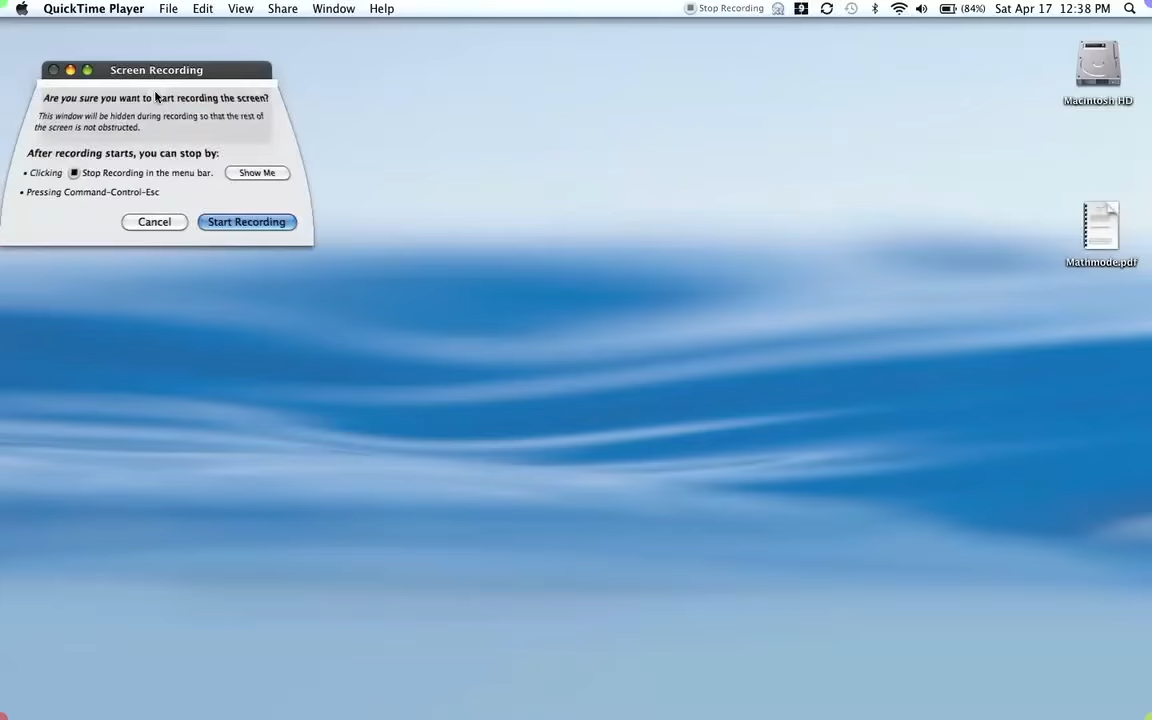 QuickTime Player File Edit View Share Window Help Stop Recording 9 (84%) Sat Apr 17 12:38 PM
Screen Recording
Are you sure you want to start recording the screen?
This window will be hidden during recording so that the rest of
the screen is not obstructed.
After recording starts, you can stop by:
• Clicking Stop Recording in the menu bar. Show Me
• Pressing Command-Control-Esc
Cancel Start Recording
Macintosh HD
Mathmode.pdf